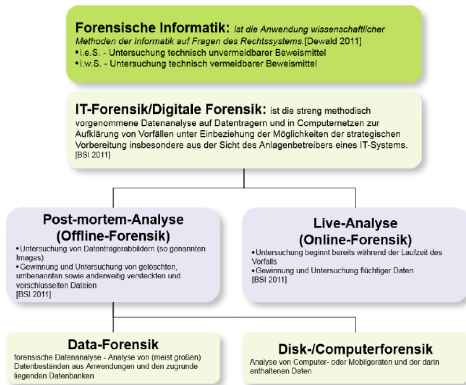 Forensische Informatik: ist die Anwendung wissenschaftlicher
Methoden der Informatik auf Fragen des Rechtssystems.[Dewald 2011]
•i.e.S. - Untersuchung technisch unvermeidbarer Beweismittel
•i.w.S. - Untersuchung technisch vermeidbarer Beweismittel
IT-Forensik/Digitale Forensik: ist die streng methodisch
vorgenommene Datenanalyse auf Datentragern und in Computernetzen zur
Aufklärung von Vorfällen unter Einbeziehung der Möglichkeiten der strategischen
Vorbereitung insbesondere aus der Sicht des Anlagenbetreibers eines IT-Systems.
[BSI 2011]
Post-mortem-Analyse
(Offline-Forensik)
•Untersuchung von Datentragerabbildern (so genannten
Images)
•Gewinnung und Untersuchung von gelöschten,
umbenannten sowie anderweitig versteckten und
verschlüsselten Dateien
[BSI 2011]
Live-Analyse
(Online-Forensik)
•Untersuchung beginnt bereits während der Laufzeit des
Vorfalls
•Gewinnung und Untersuchung flüchtiger Daten
[BSI 2011]
Data-Forensik
forensische Datenanalyse - Analyse von (meist großen)
Datenbeständen aus Anwendungen und den zugrunde
liegenden Datenbanken
Disk-/Computerforensik
Analyse von Computer- oder Mobilgeräten und der darin
enthaltenen Daten